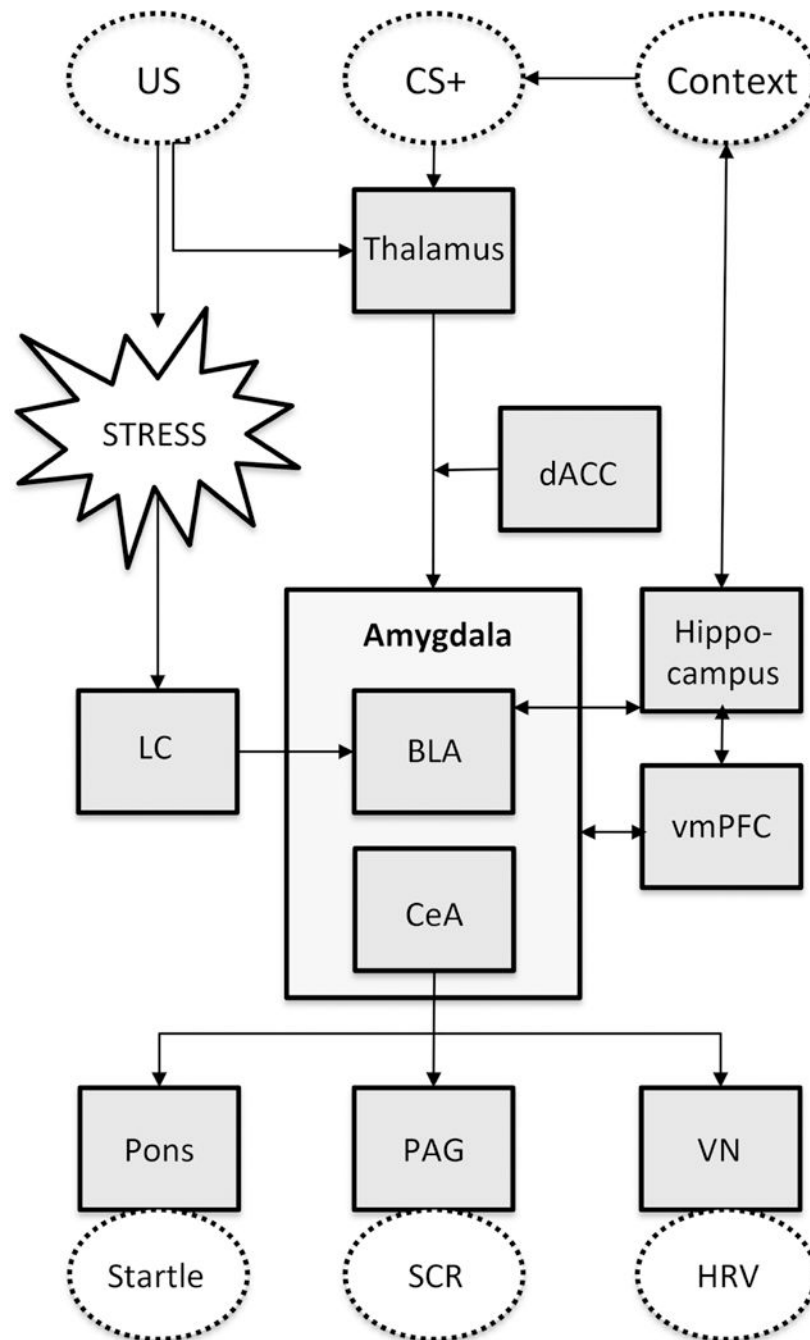 US
CS+
Context
Thalamus
STRESS
dACC
Amygdala
Hippo-
campus
LC
BLA
vmPFC
CeA
Pons
PAG
VN
Startle
SCR
HRV